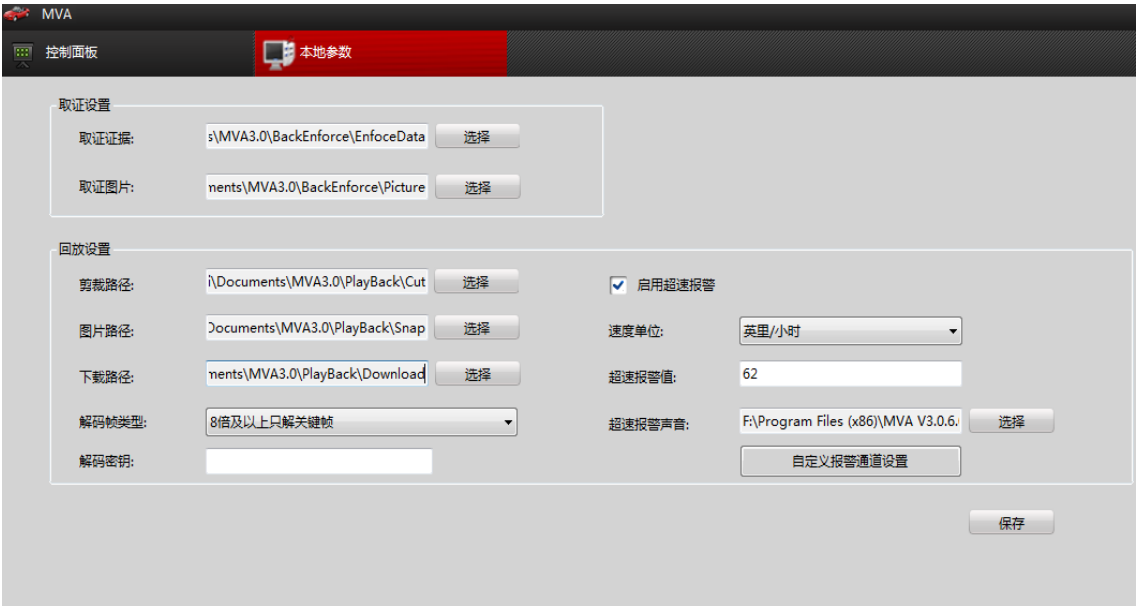 MVA
控制面板
本地参数
取证设置
取证证据: s\MVA3.0\BackEnforce\EnfoceData 选择
取证图片: nents\MVA3.0\BackEnforce\Picture 选择
回放设置
剪裁路径: i\Documents\MVA3.0\PlayBack\Cut 选择
启用超速报警
图片路径: Documents\MVA3.0\PlayBack\Snap 选择
速度单位: 英里/小时
下载路径: nents\MVA3.0\PlayBack\Download 选择
超速报警值: 62
解码帧类型: 8倍及以上只解关键帧
超速报警声音: F:\Program Files (x86)\MVA V3.0.6. 选择
解码密钥:
自定义报警通道设置
保存